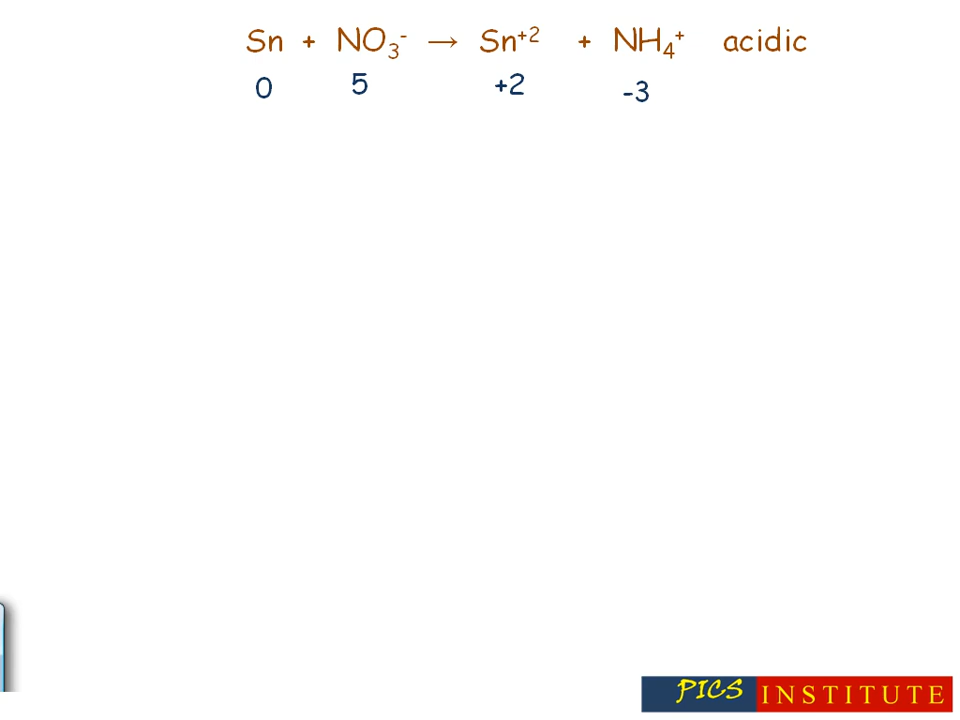 Sn + NO₃⁻ → Sn⁺² + NH₄⁺ acidic
0 5 +2 -3
PICS INSTITUTE